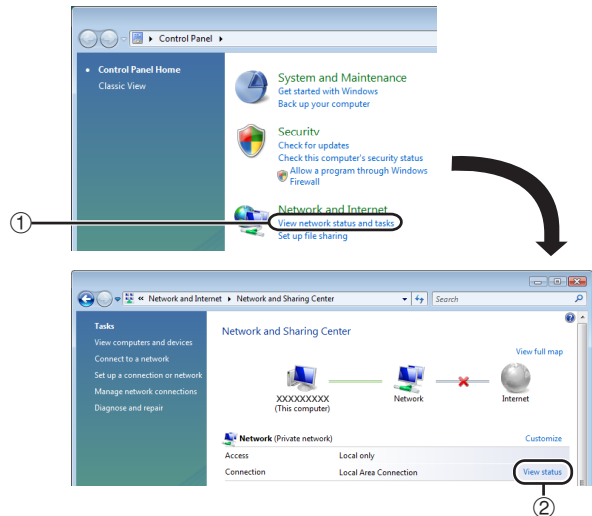 Control Panel
Control Panel Home
Classic View
System and Maintenance
Get started with Windows
Back up your computer
Security
Check for updates
Check this computer's security status
Allow a program through Windows
Firewall
Network and Internet
① View network status and tasks
Set up file sharing
« Network and Internet Network and Sharing Center Search
Tasks
View computers and devices
Connect to a network
Set up a connection or network
Manage network connections
Diagnose and repair
Network and Sharing Center
View full map
XXXXXXXXX
(This computer)
Network
Internet
Network (Private network) Customize
Access Local only
Connection Local Area Connection View status
②